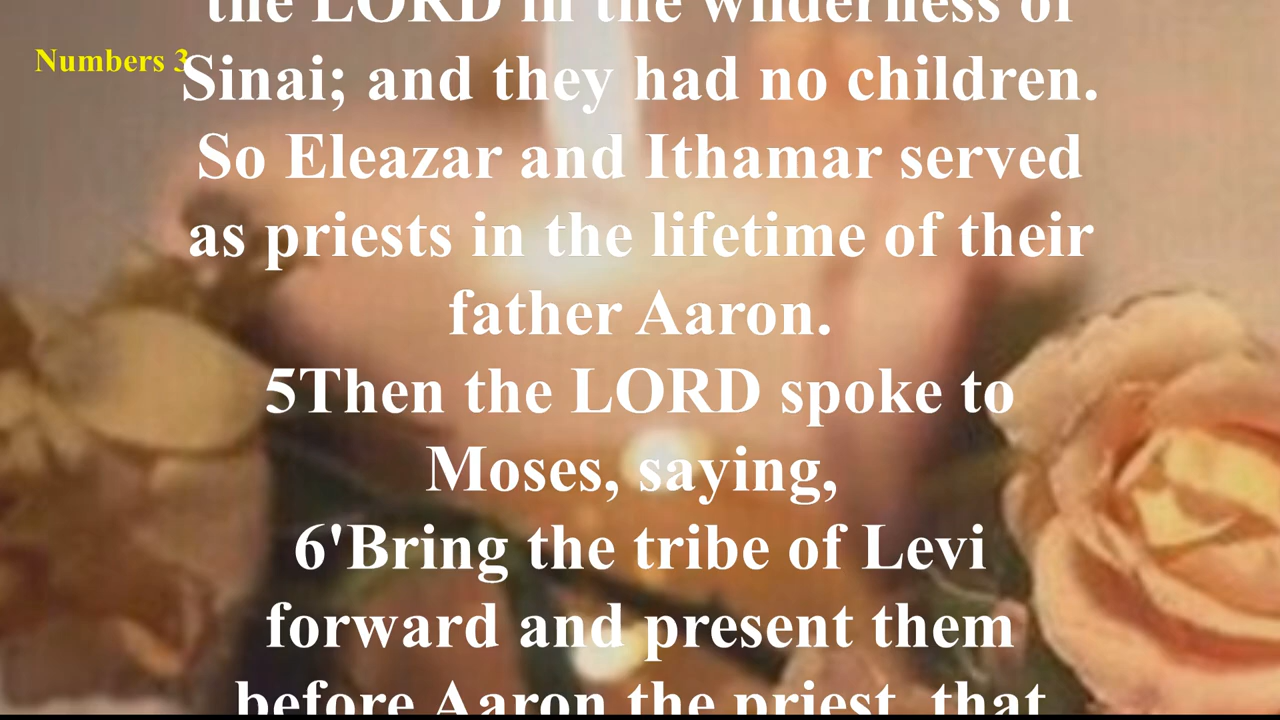 the LORD in the wilderness of
Numbers 3
Sinai; and they had no children.
So Eleazar and Ithamar served
as priests in the lifetime of their
father Aaron.
5Then the LORD spoke to
Moses, saying,
6'Bring the tribe of Levi
forward and present them
before Aaron the priest, that